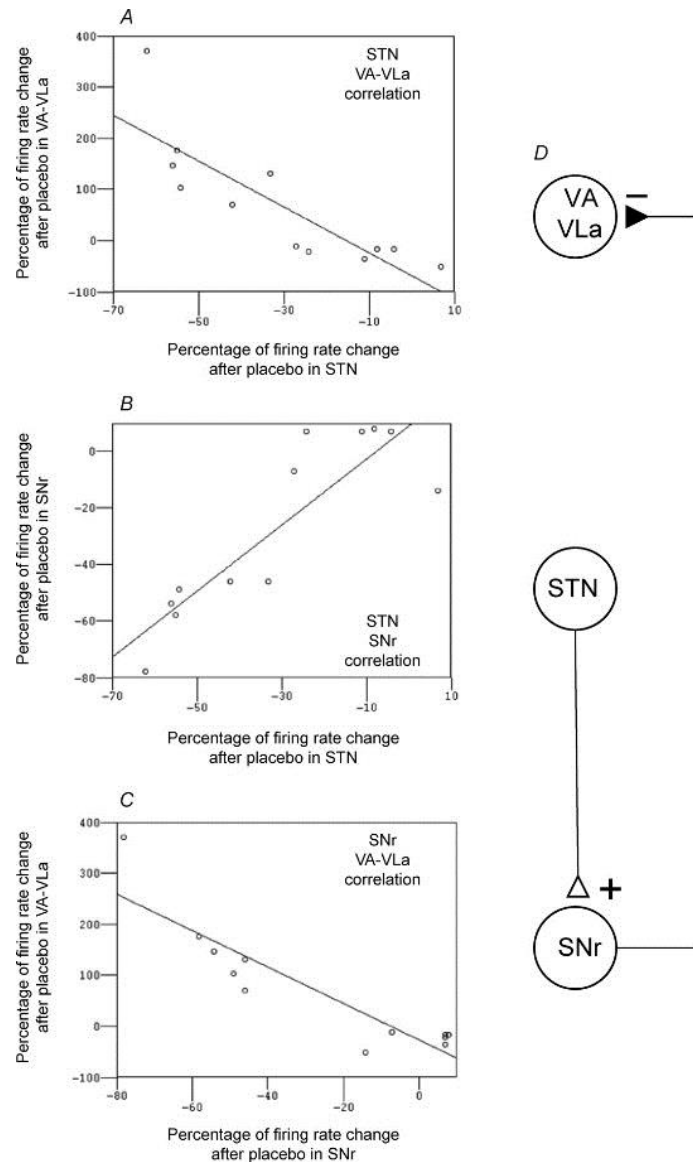 A
Percentage of firing rate change
after placebo in VA-VLa
400
300
200
100
0
-100
STN
VA-VLa
correlation
-70
-50
-30
-10
10
Percentage of firing rate change
after placebo in STN
B
Percentage of firing rate change
after placebo in SNr
0
-20
-40
-60
-80
STN
SNr
correlation
-70
-50
-30
-10
10
Percentage of firing rate change
after placebo in STN
C
Percentage of firing rate change
after placebo in VA-VLa
400
300
200
100
0
-100
SNr
VA-VLa
correlation
-80
-60
-40
-20
0
Percentage of firing rate change
after placebo in SNr
D
VA
VLa
−
STN
+
SNr